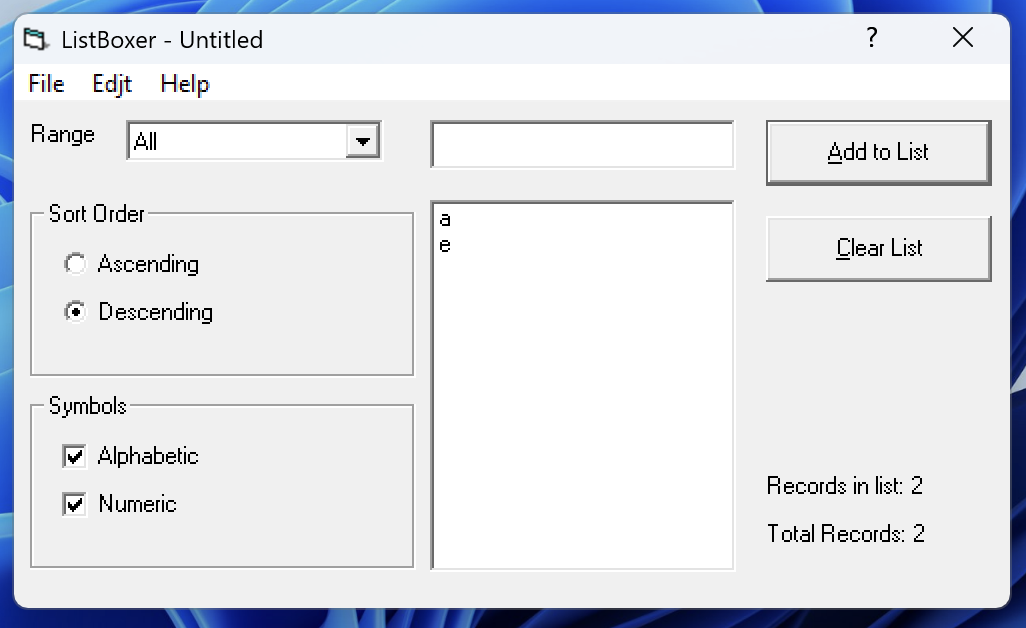 ListBoxer - Untitled
?
File Edjt Help
Range
All
Add to List
Sort Order
Ascending
Descending
a
e
Clear List
Symbols
Alphabetic
Numeric
Records in list: 2
Total Records: 2